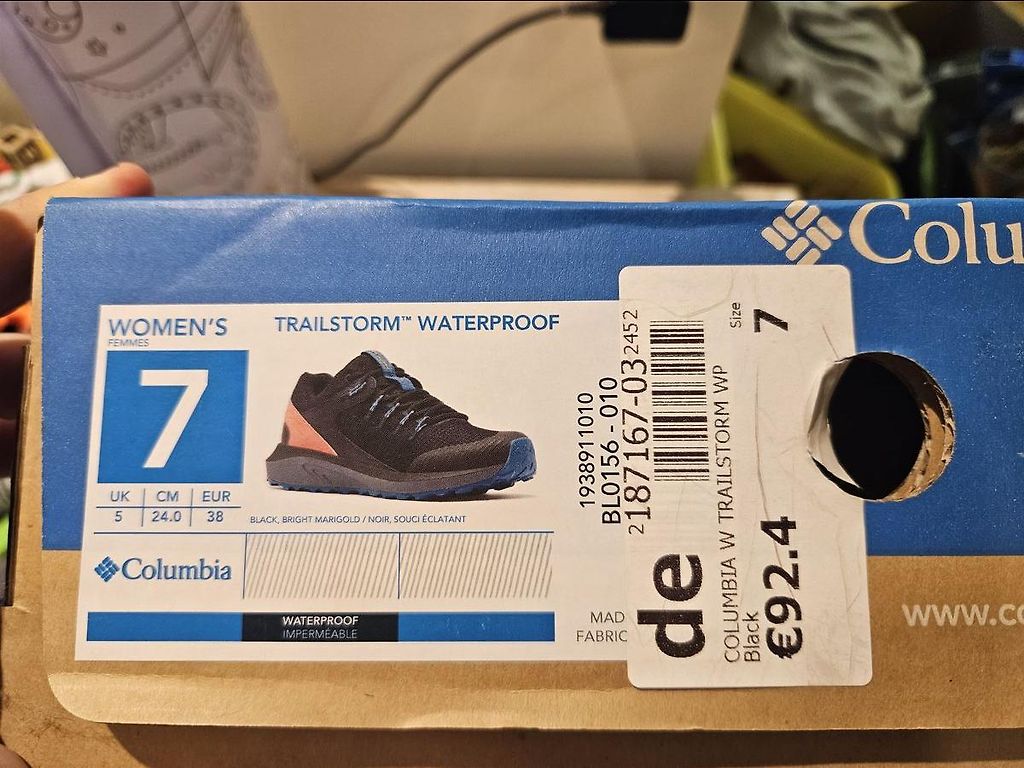 Colu
WOMEN'S
FEMMES
TRAILSTORM™ WATERPROOF
7
UK
CM
EUR
5
24.0
38
BLACK, BRIGHT MARIGOLD / NOIR, SOUCI ÉCLATANT
Columbia
WATERPROOF
IMPERMÉABLE
1938911010
BL0156 - 010
MAD
FABRIC
2187167-032452
de
COLUMBIA W TRAILSTORM WP
Black
Size
7
€92.4
www.co